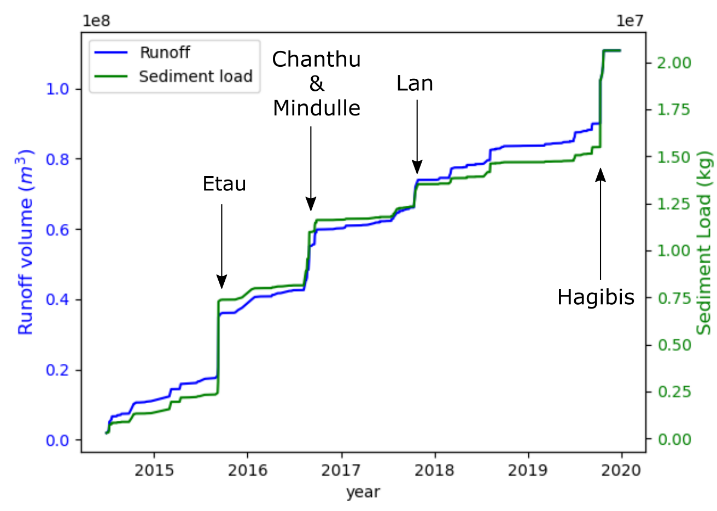 1e8
1e7
Runoff
Sediment load
Chanthu
&
Mindulle
Lan
Etau
Hagibis
1.0
0.8
0.6
0.4
0.2
0.0
Runoff volume (m³)
2.00
1.75
1.50
1.25
1.00
0.75
0.50
0.25
0.00
Sediment Load (kg)
2015 2016 2017 2018 2019 2020
year